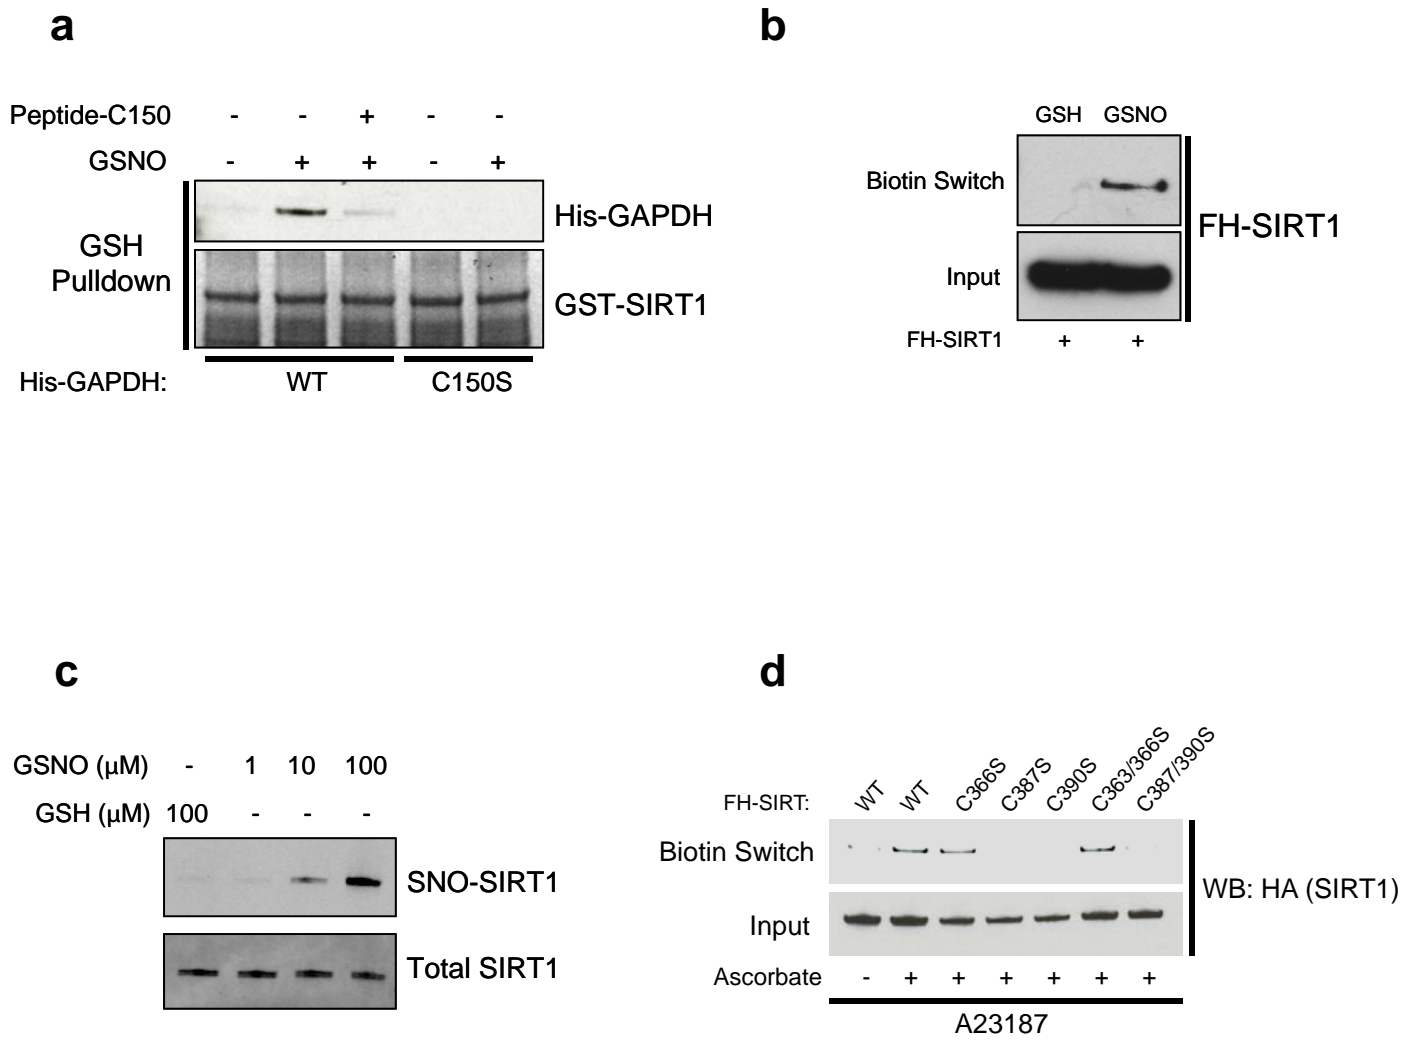 a
Peptide-C150 - - + - -
GSNO - + + - +
His-GAPDH
GSH
Pulldown
GST-SIRT1
His-GAPDH: WT C150S
b
GSH GSNO
Biotin Switch
FH-SIRT1
Input
FH-SIRT1 + +
c
GSNO (μM) - 1 10 100
GSH (μM) 100 - - -
SNO-SIRT1
Total SIRT1
d
FH-SIRT: WT WT C366S C387S C390S C363/366S C387/390S
Biotin Switch
WB: HA (SIRT1)
Input
Ascorbate - + + + + + +
A23187